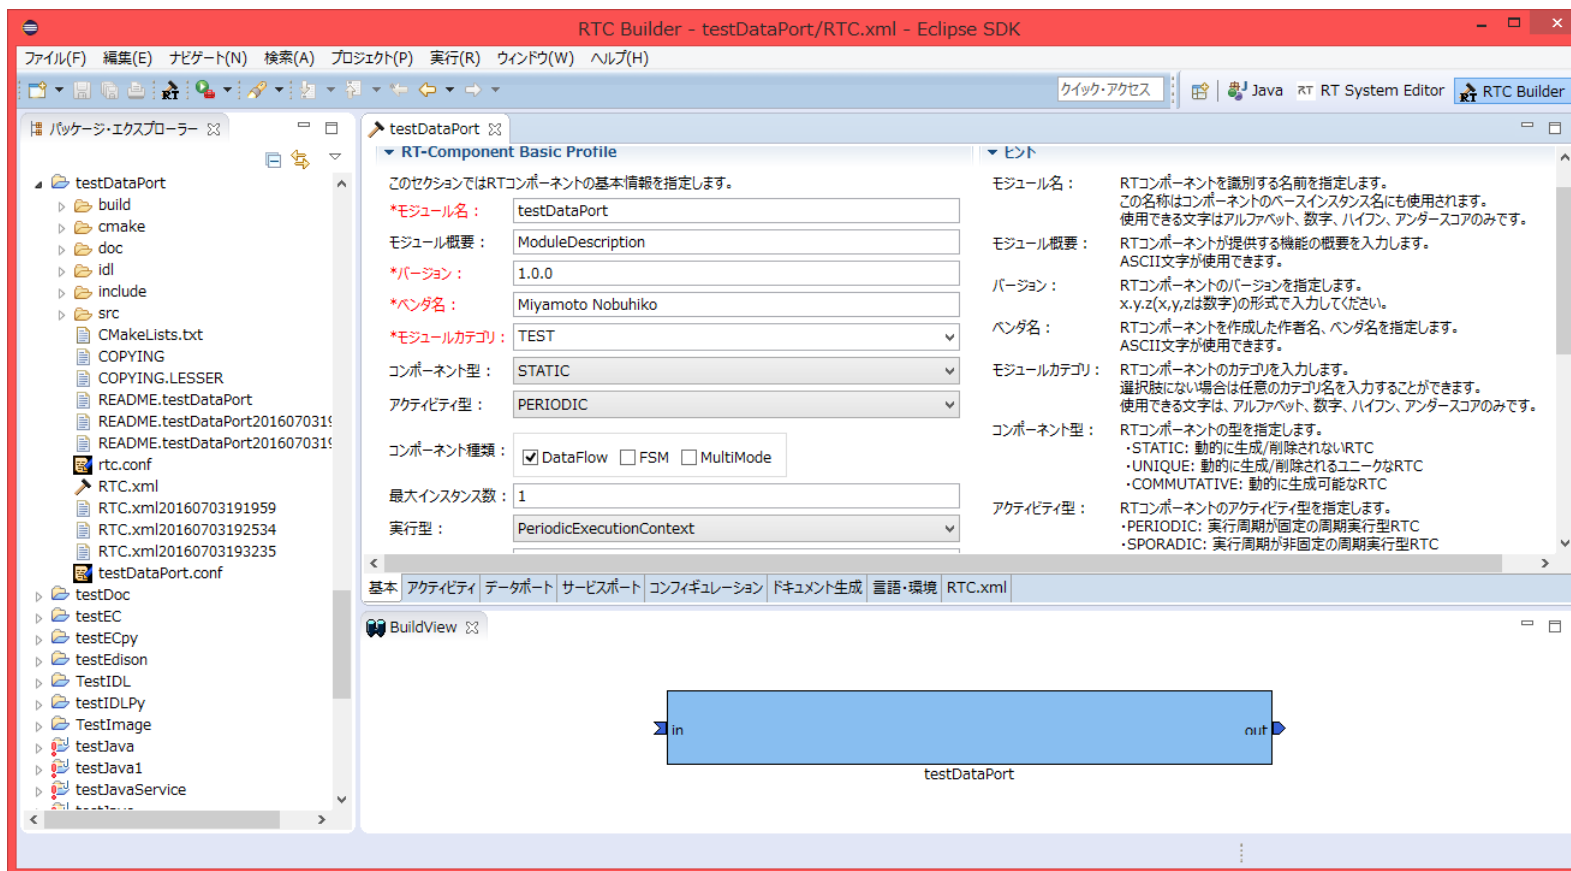 RTC Builder - testDataPort/RTC.xml - Eclipse SDK
ファイル(F) 編集(E) ナビゲート(N) 検索(A) プロジェクト(P) 実行(R) ウィンドウ(W) ヘルプ(H)
クイック・アクセス Java RT RT System Editor RTC Builder
パッケージ・エクスプローラー
testDataPort
build
cmake
doc
idl
include
src
CMakeLists.txt
COPYING
COPYING.LESSER
README.testDataPort
README.testDataPort201607031
README.testDataPort201607031
rtc.conf
RTC.xml
RTC.xml20160703191959
RTC.xml20160703192534
RTC.xml20160703193235
testDataPort.conf
testDoc
testEC
testECpy
testEdison
TestIDL
testIDLPy
TestImage
testJava
testJava1
testJavaService
testDataPort
RT-Component Basic Profile
このセクションではRTコンポーネントの基本情報を指定します。
*モジュール名： testDataPort
モジュール概要： ModuleDescription
*バージョン： 1.0.0
*ベンダ名： Miyamoto Nobuhiko
*モジュールカテゴリ： TEST
コンポーネント型： STATIC
アクティビティ型： PERIODIC
コンポーネント種類： DataFlow FSM MultiMode
最大インスタンス数： 1
実行型： PeriodicExecutionContext
ヒント
モジュール名： RTコンポーネントを識別する名前を指定します。
この名称はコンポーネントのベースインスタンス名にも使用されます。
使用できる文字はアルファベット、数字、ハイフン、アンダースコアのみです。
モジュール概要： RTコンポーネントが提供する機能の概要を入力します。
ASCII文字が使用できます。
バージョン： RTコンポーネントのバージョンを指定します。
x.y.z(x,y,zは数字)の形式で入力してください。
ベンダ名： RTコンポーネントを作成した作者名、ベンダ名を指定します。
ASCII文字が使用できます。
モジュールカテゴリ： RTコンポーネントのカテゴリを入力します。
選択肢にない場合は任意のカテゴリ名を入力することができます。
使用できる文字は、アルファベット、数字、ハイフン、アンダースコアのみです。
コンポーネント型： RTコンポーネントの型を指定します。
・STATIC: 動的に生成/削除されないRTC
・UNIQUE: 動的に生成/削除されるユニークなRTC
・COMMUTATIVE: 動的に生成可能なRTC
アクティビティ型： RTコンポーネントのアクティビティ型を指定します。
・PERIODIC: 実行周期が固定の周期実行型RTC
・SPORADIC: 実行周期が非固定の周期実行型RTC
基本 アクティビティ データポート サービスポート コンフィギュレーション ドキュメント生成 言語・環境 RTC.xml
BuildView
in out
testDataPort